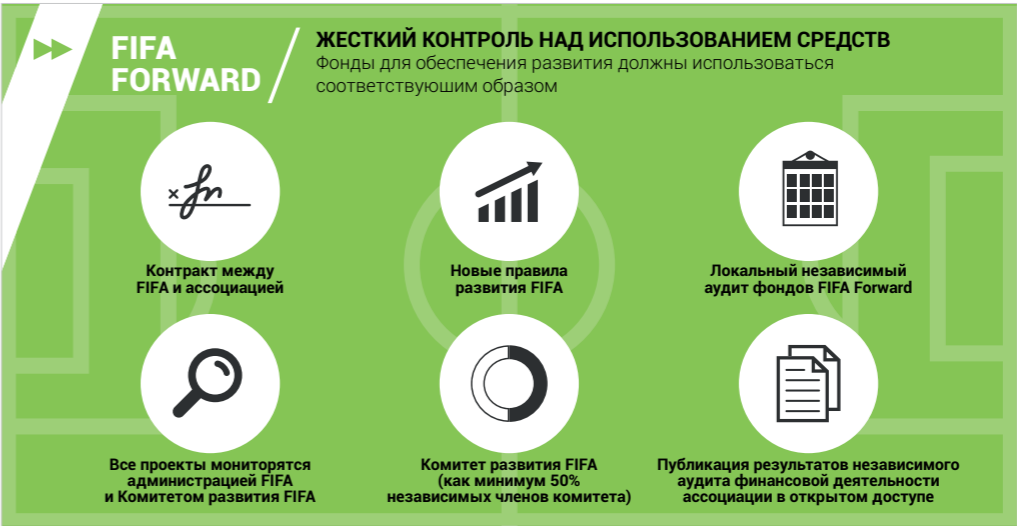 FIFA
FORWARD
ЖЕСТКИЙ КОНТРОЛЬ НАД ИСПОЛЬЗОВАНИЕМ СРЕДСТВ
Фонды для обеспечения развития должны использоваться
соответствуюшим образом
Контракт между
FIFA и ассоциацией
Новые правила
развития FIFA
Локальный независимый
аудит фондов FIFA Forward
Все проекты мониторятся
администрацией FIFA
и Комитетом развития FIFA
Комитет развития FIFA
(как минимум 50%
независимых членов комитета)
Публикация результатов независимого
аудита финансовой деятельности
ассоциации в открытом доступе